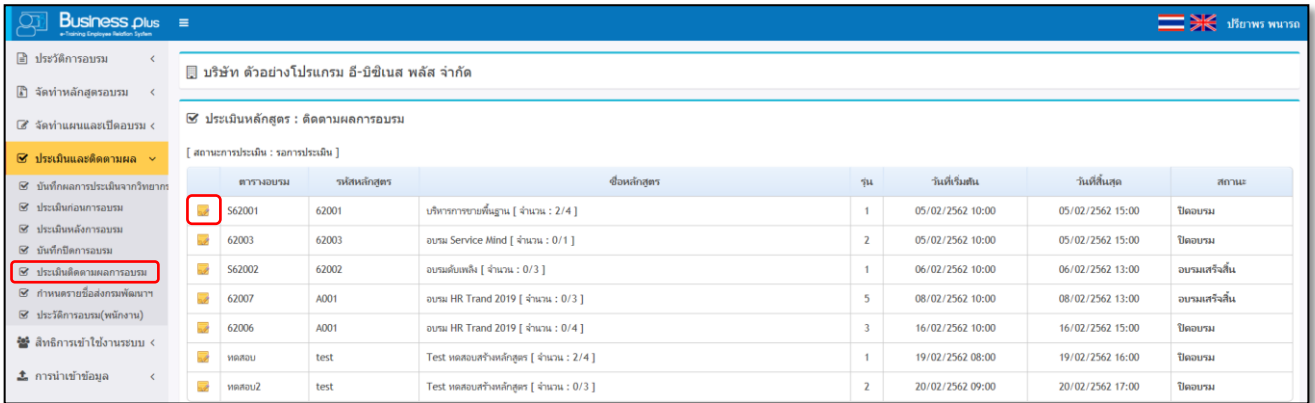 Business plus
e-Training Employee Relation System
ปรียาพร พนารถ
ประวัติการอบรม
จัดทำหลักสูตรอบรม
จัดทำแผนและเปิดอบรม
ประเมินและติดตามผล
บันทึกผลการประเมินจากวิทยากร
ประเมินก่อนการอบรม
ประเมินหลังการอบรม
บันทึกปิดการอบรม
ประเมินติดตามผลการอบรม
กำหนดรายชื่อส่งกรมพัฒนาฯ
ประวัติการอบรม(พนักงาน)
สิทธิการเข้าใช้งานระบบ
การนำเข้าข้อมูล
บริษัท ตัวอย่างโปรแกรม อี-บิซิเนส พลัส จำกัด
ประเมินหลักสูตร : ติดตามผลการอบรม
[ สถานะการประเมิน : รอการประเมิน ]
ตารางอบรม รหัสหลักสูตร ชื่อหลักสูตร รุ่น วันที่เริ่มต้น วันที่สิ้นสุด สถานะ
S62001 62001 บริหารการขายพื้นฐาน [ จำนวน : 2/4 ] 1 05/02/2562 10:00 05/02/2562 15:00 ปิดอบรม
62003 62003 อบรม Service Mind [ จำนวน : 0/1 ] 2 05/02/2562 10:00 05/02/2562 15:00 ปิดอบรม
S62002 62002 อบรมดับเพลิง [ จำนวน : 0/3 ] 1 06/02/2562 10:00 06/02/2562 13:00 อบรมเสร็จสิ้น
62007 A001 อบรม HR Trand 2019 [ จำนวน : 0/3 ] 5 08/02/2562 10:00 08/02/2562 13:00 อบรมเสร็จสิ้น
62006 A001 อบรม HR Trand 2019 [ จำนวน : 0/4 ] 3 16/02/2562 10:00 16/02/2562 15:00 ปิดอบรม
ทดสอบ test Test ทดสอบสร้างหลักสูตร [ จำนวน : 2/4 ] 1 19/02/2562 08:00 19/02/2562 16:00 ปิดอบรม
ทดสอบ2 test Test ทดสอบสร้างหลักสูตร [ จำนวน : 0/3 ] 2 20/02/2562 09:00 20/02/2562 17:00 ปิดอบรม